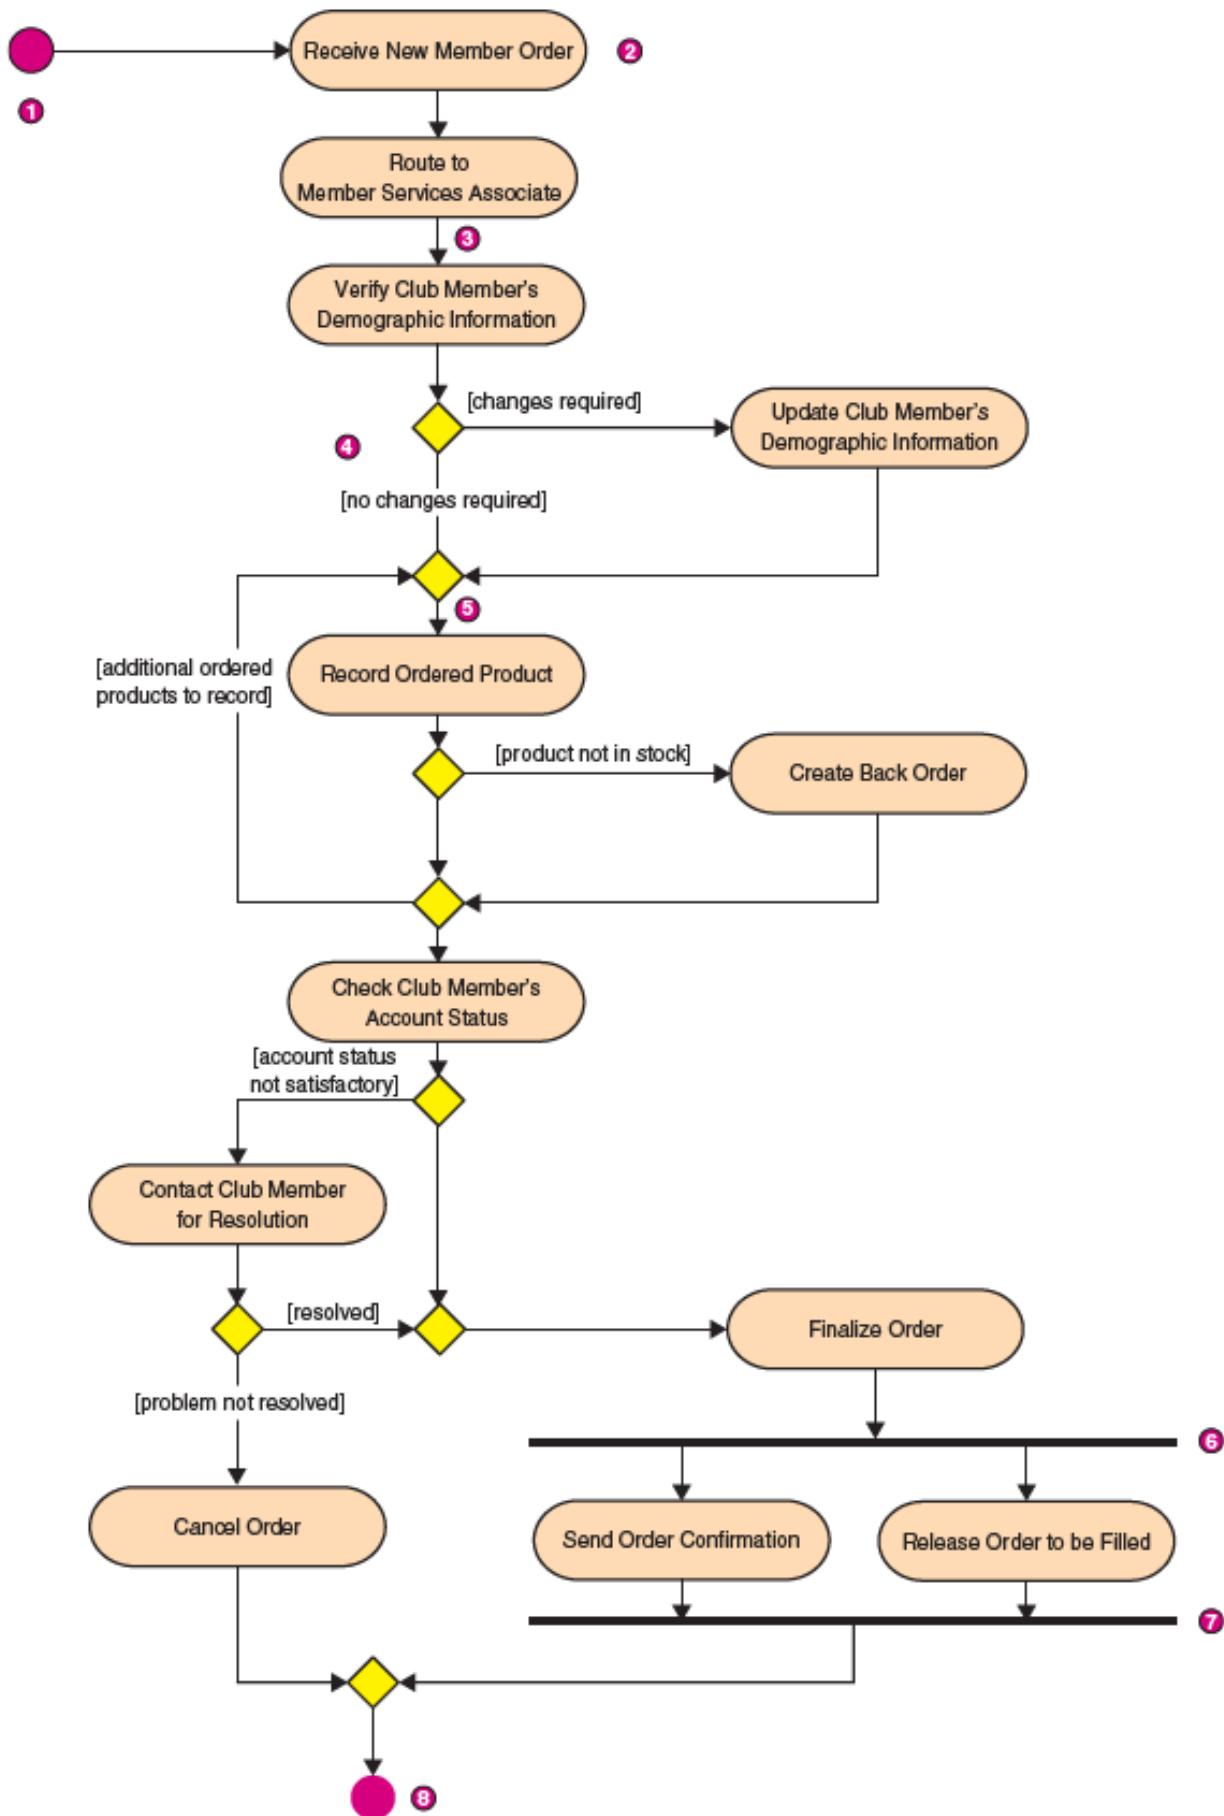 Receive New Member Order
2
1
Route to
Member Services Associate
3
Verify Club Member's
Demographic Information
[changes required]
Update Club Member's
Demographic Information
4
[no changes required]
5
[additional ordered
products to record]
Record Ordered Product
[product not in stock]
Create Back Order
Check Club Member's
Account Status
[account status
not satisfactory]
Contact Club Member
for Resolution
[resolved]
Finalize Order
[problem not resolved]
6
Cancel Order
Send Order Confirmation
Release Order to be Filled
7
8